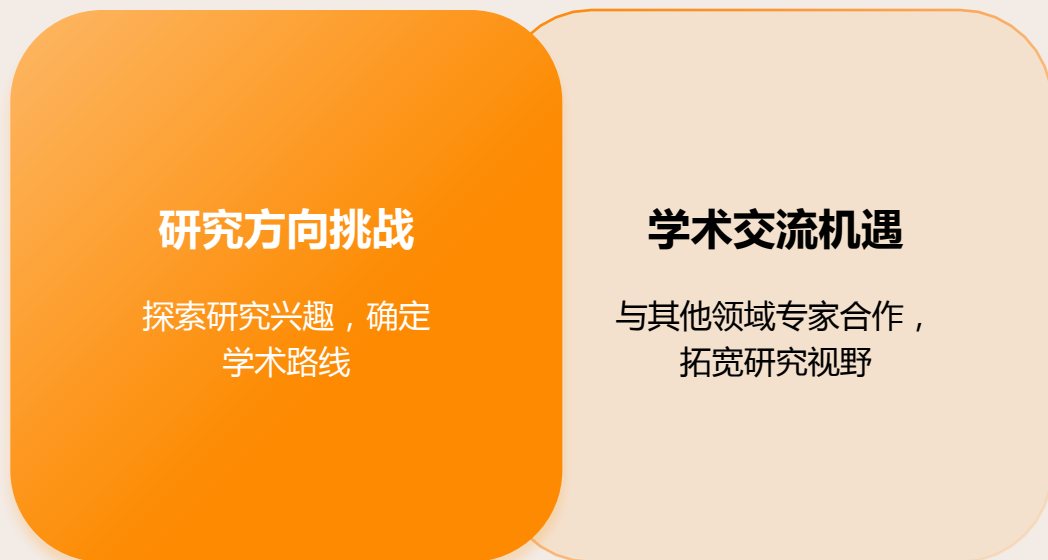 研究方向挑战
探索研究兴趣，确定
学术路线
学术交流机遇
与其他领域专家合作，
拓宽研究视野